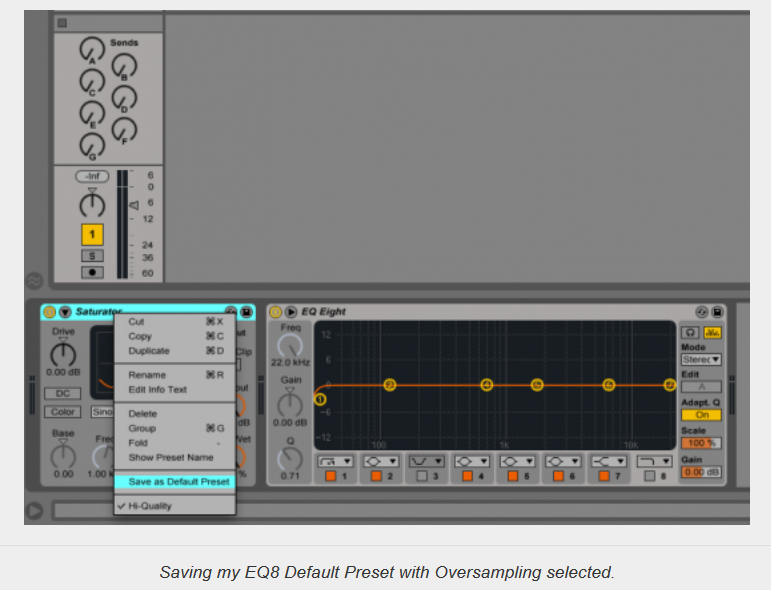 Sends
A
B
C
D
E
F
G
-Inf
6
0
6
12
24
36
60
1
S
Saturator
Drive
0.00 dB
DC
Color
Base
0.00
1.00 k
Cut ⌘X
Copy ⌘C
Duplicate ⌘D
Rename ⌘R
Edit Info Text
Delete
Group ⌘G
Fold -
Show Preset Name
Save as Default Preset
✓ Hi-Quality
ut
Clip
dB
Wet
%
EQ Eight
Freq
22.0 kHz
Gain
0.00 dB
Q
0.71
12
6
0
-6
-12
100
1K
10K
1
4
1
2
3
4
5
6
7
8
Mode
Stereo
Edit
A
Adapt. Q
On
Scale
100 %
Gain
0.00 dB
Saving my EQ8 Default Preset with Oversampling selected.